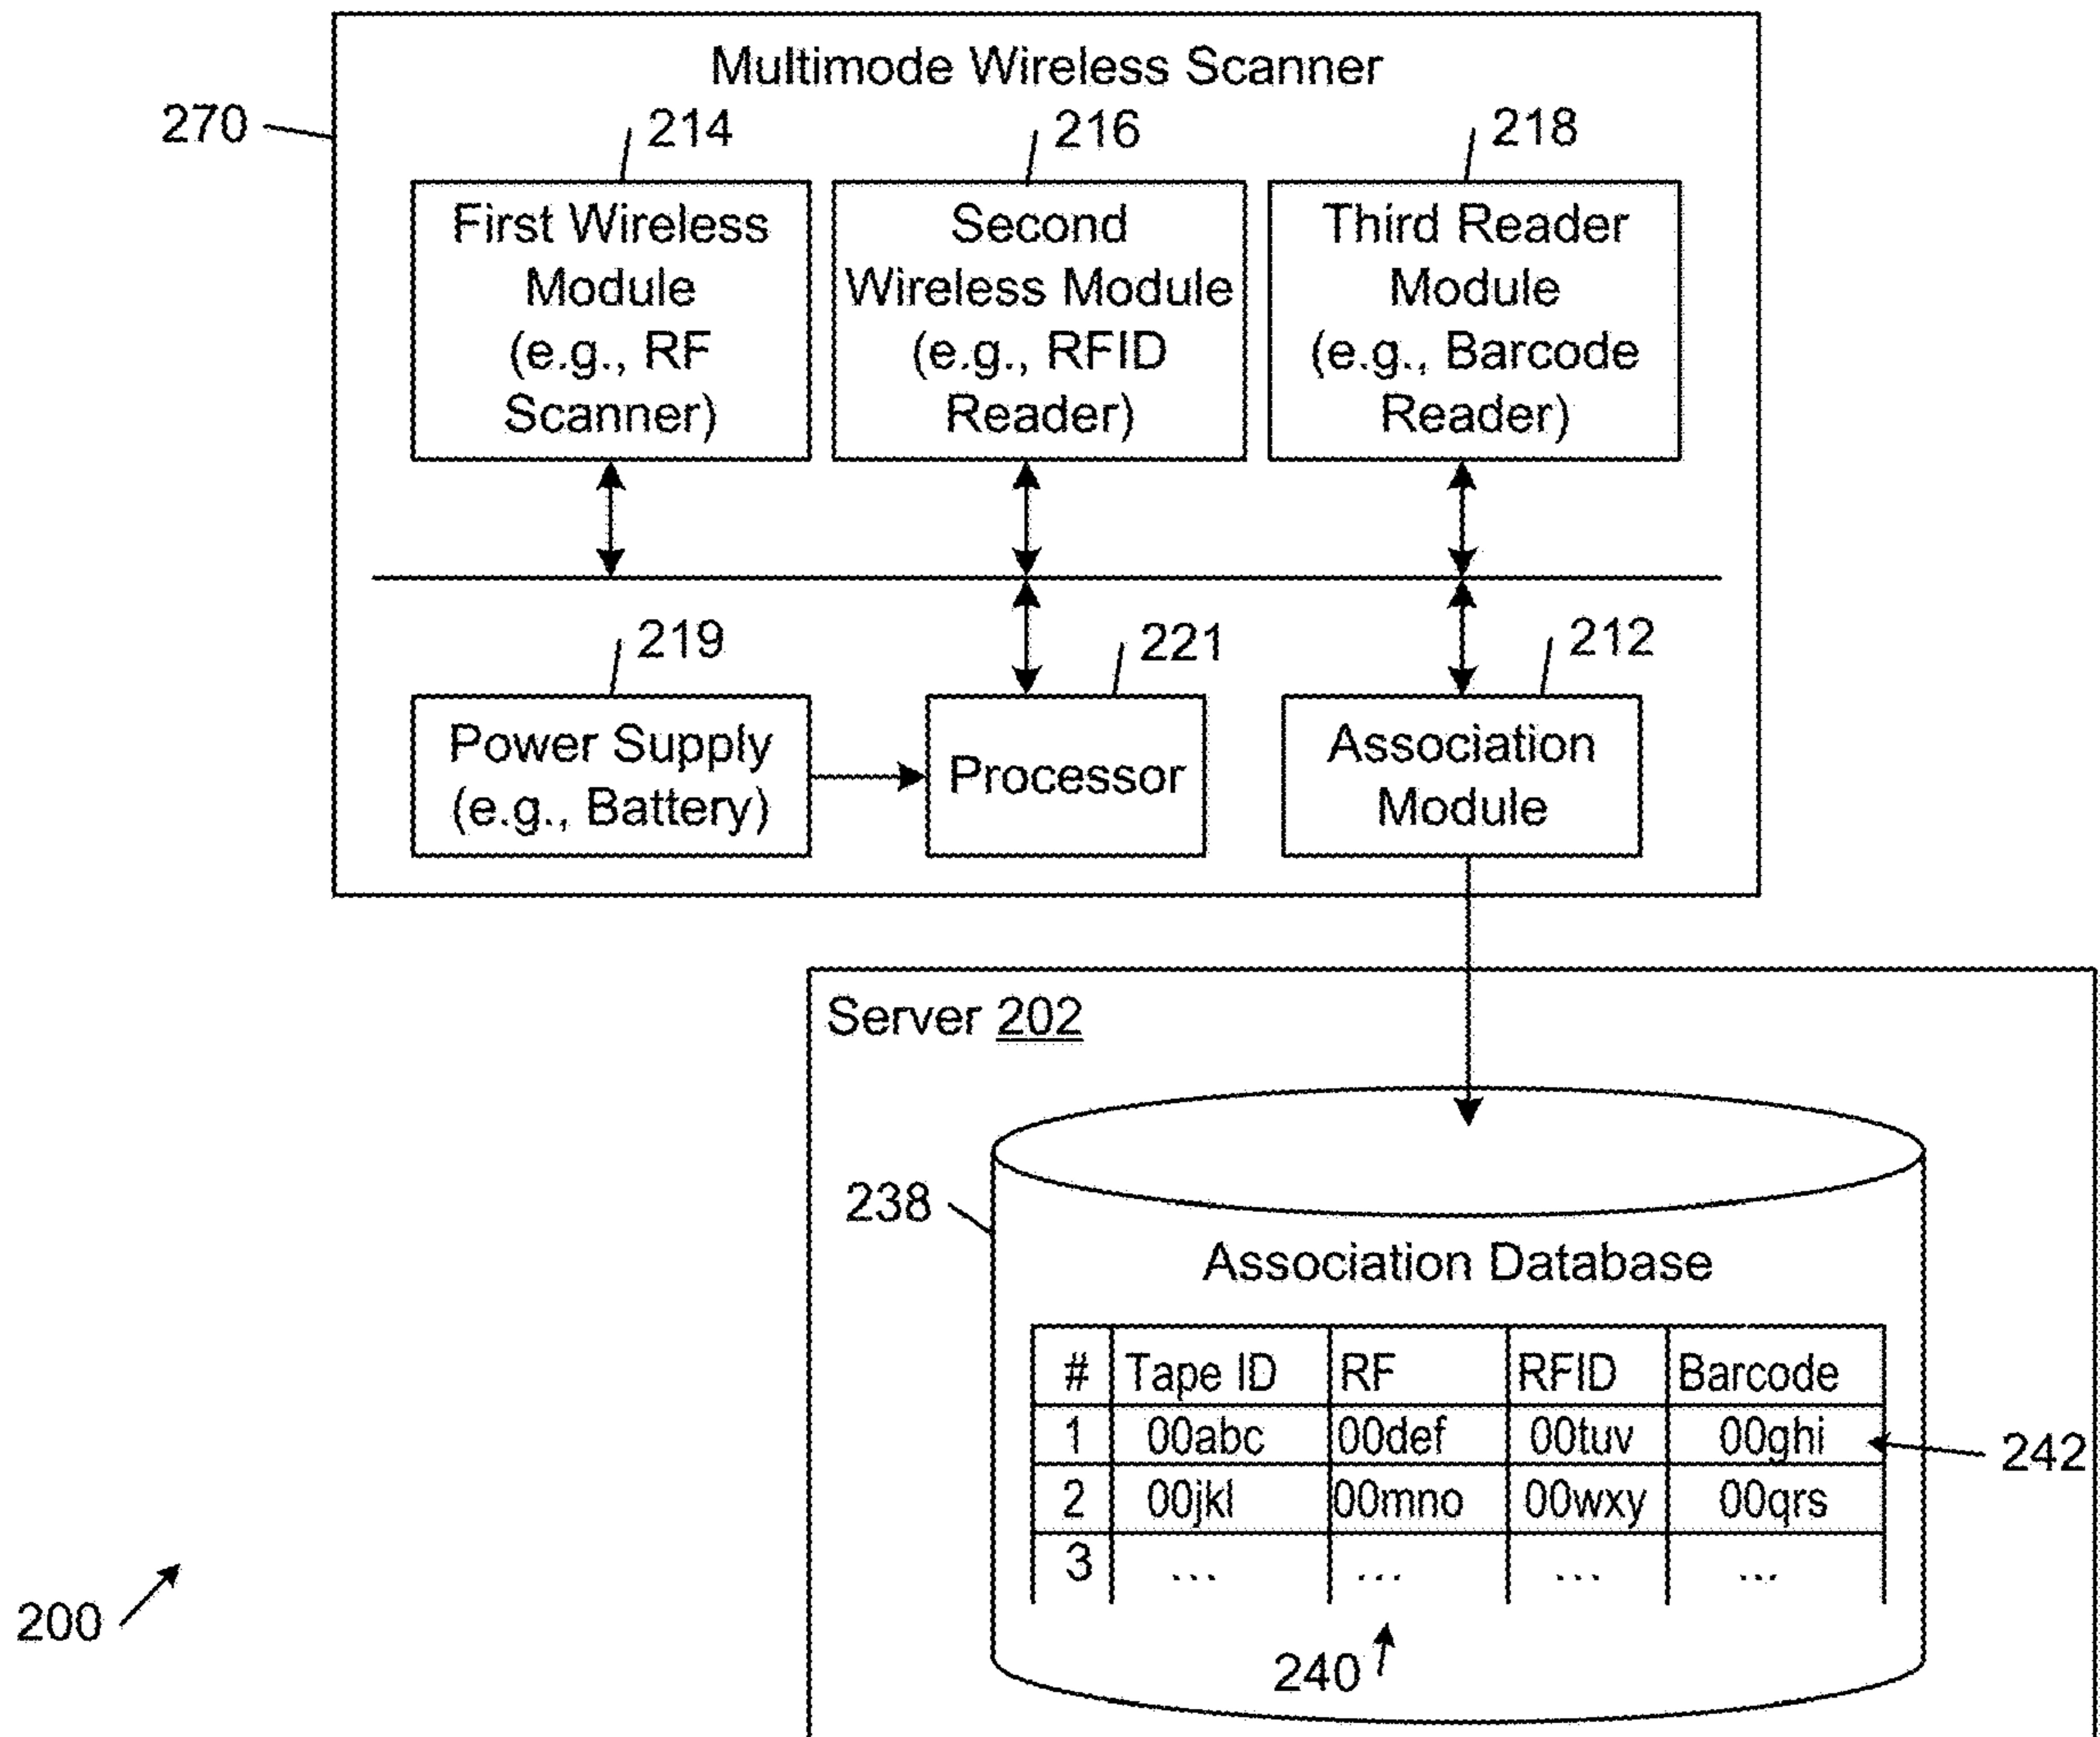 Multimode Wireless Scanner
270
214
216
218
First Wireless
Module
(e.g., RF
Scanner)
Second
Wireless Module
(e.g., RFID
Reader)
Third Reader
Module
(e.g., Barcode
Reader)
219
221
212
Power Supply
(e.g., Battery)
Processor
Association
Module
Server 202
238
Association Database
# Tape ID RF RFID Barcode
1 00abc 00def 00tuv 00ghi
242
2 00jkl 00mno 00wxy 00qrs
3 ... ... ... ...
200
240